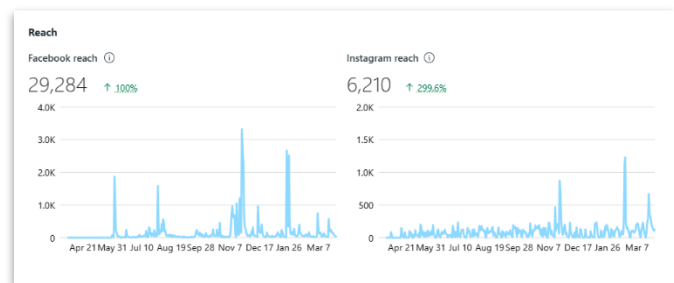 Reach
Facebook reach
29,284 ↑ 100%
4.0K
3.0K
2.0K
1.0K
0
Apr 21 May 31 Jul 10 Aug 19 Sep 28 Nov 7 Dec 17 Jan 26 Mar 7
Instagram reach
6,210 ↑ 299.6%
2.0K
1.5K
1.0K
500
0
Apr 21 May 31 Jul 10 Aug 19 Sep 28 Nov 7 Dec 17 Jan 26 Mar 7